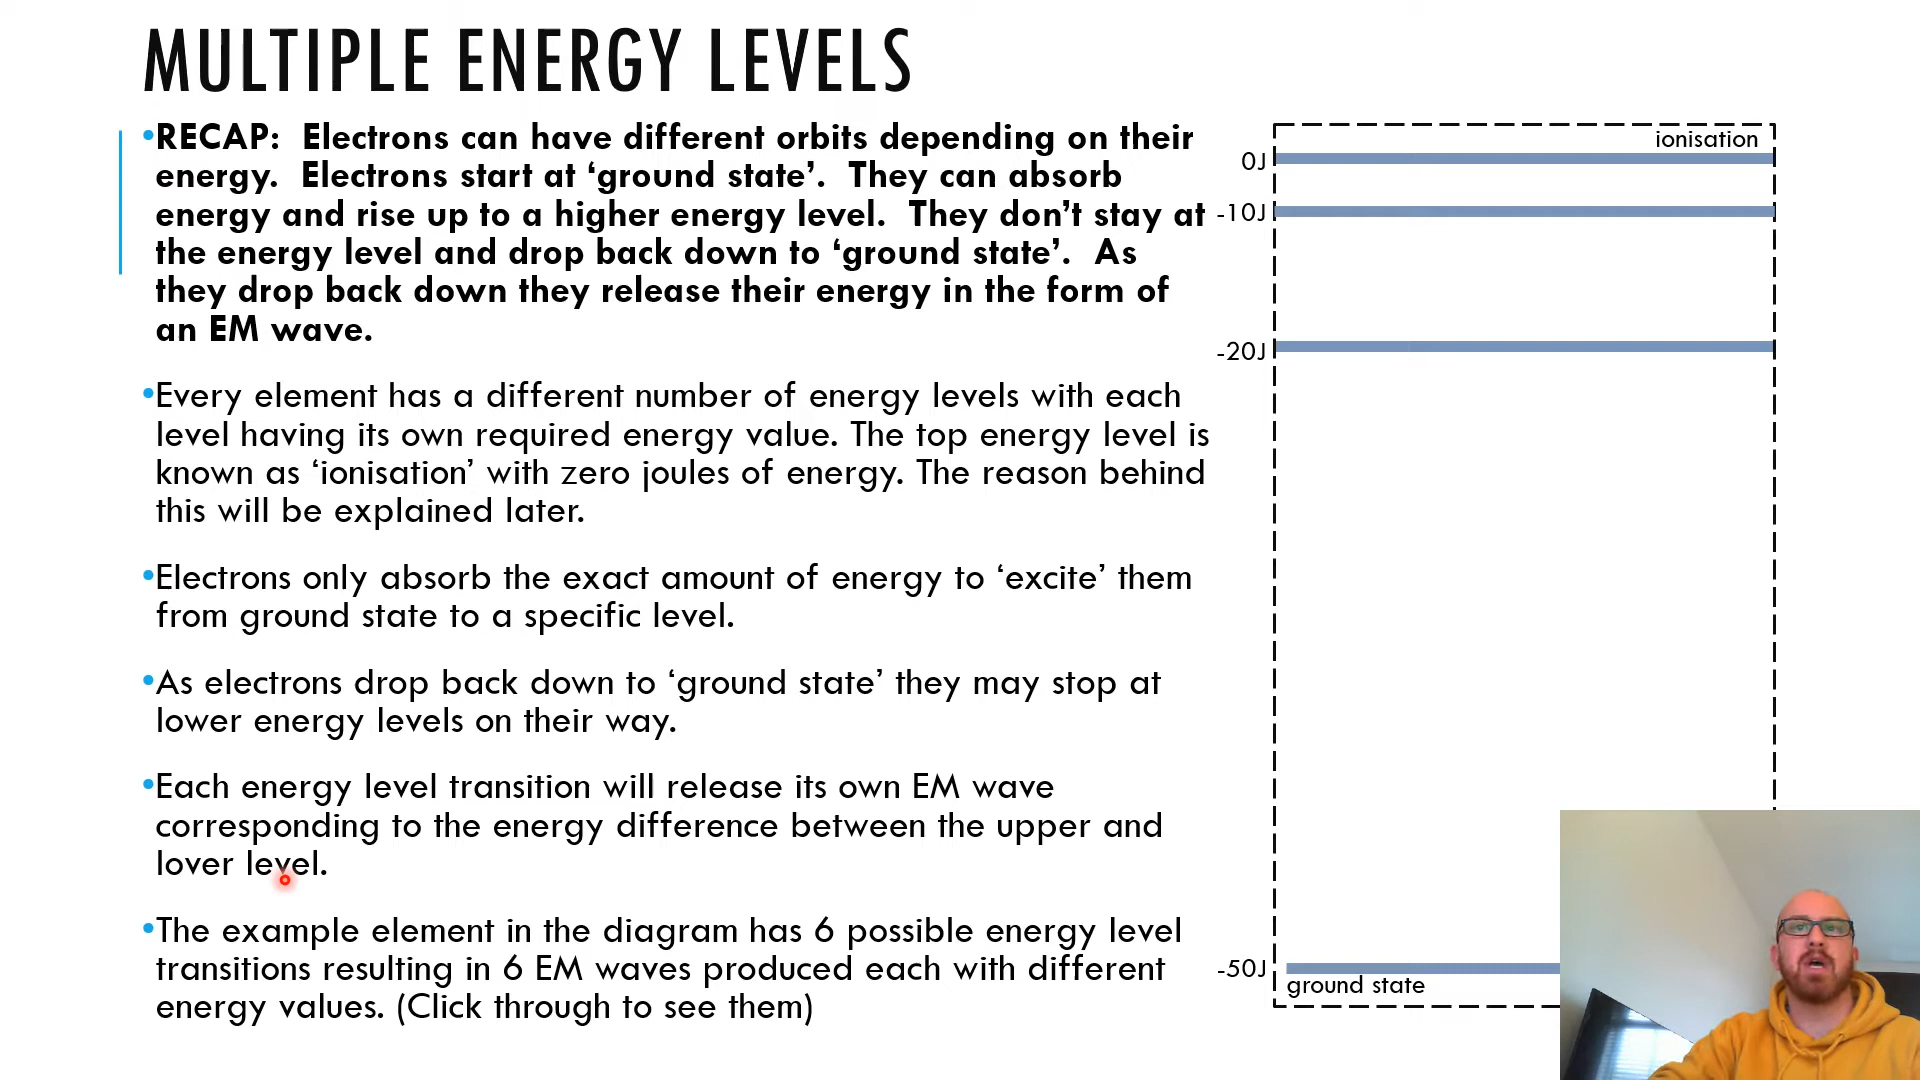 MULTIPLE ENERGY LEVELS
•RECAP:  Electrons can have different orbits depending on their
energy.  Electrons start at ‘ground state’.  They can absorb
energy and rise up to a higher energy level.  They don’t stay at
the energy level and drop back down to ‘ground state’.  As
they drop back down they release their energy in the form of
an EM wave.
•Every element has a different number of energy levels with each
level having its own required energy value. The top energy level is
known as ‘ionisation’ with zero joules of energy. The reason behind
this will be explained later.
•Electrons only absorb the exact amount of energy to ‘excite’ them
from ground state to a specific level.
•As electrons drop back down to ‘ground state’ they may stop at
lower energy levels on their way.
•Each energy level transition will release its own EM wave
corresponding to the energy difference between the upper and
lover level.
•The example element in the diagram has 6 possible energy level
transitions resulting in 6 EM waves produced each with different
energy values. (Click through to see them)
ionisation
0J
-10J
-20J
-50J
ground state